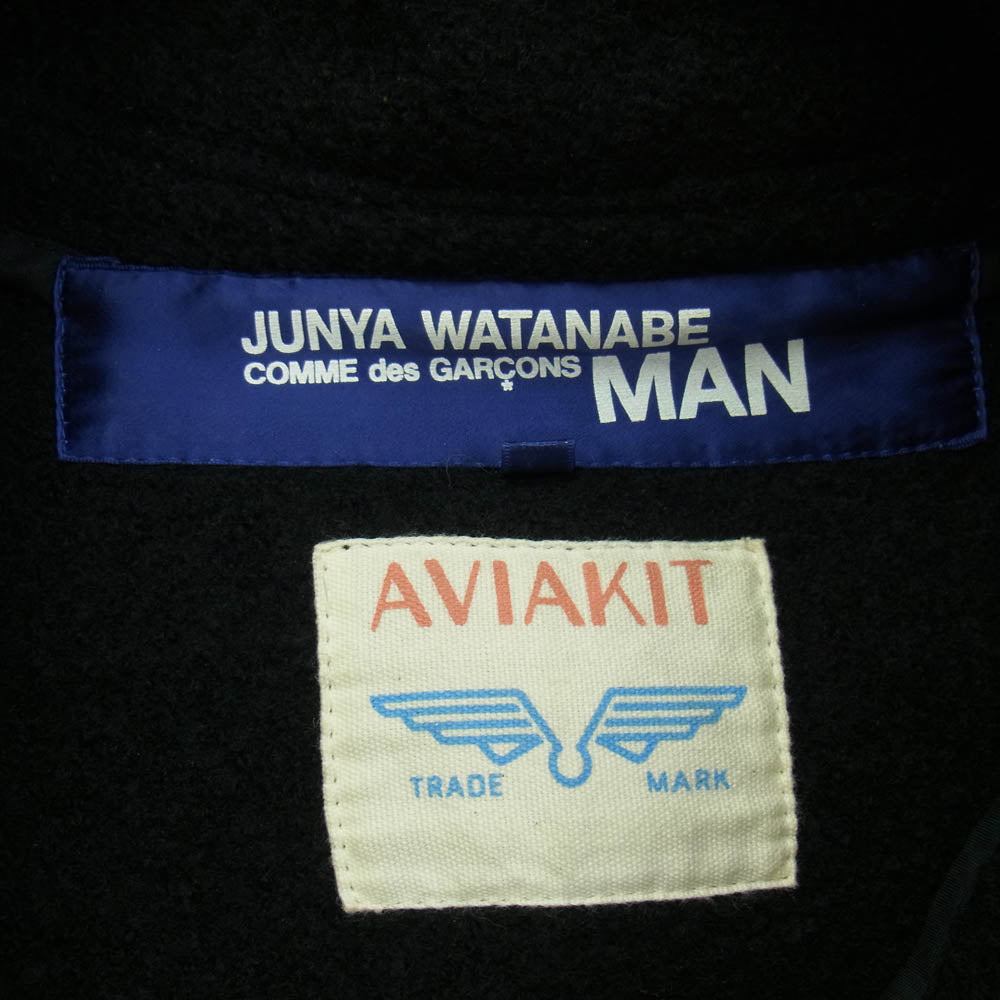 JUNYA WATANABE
COMME des GARÇONS MAN
AVIAKIT
TRADE MARK